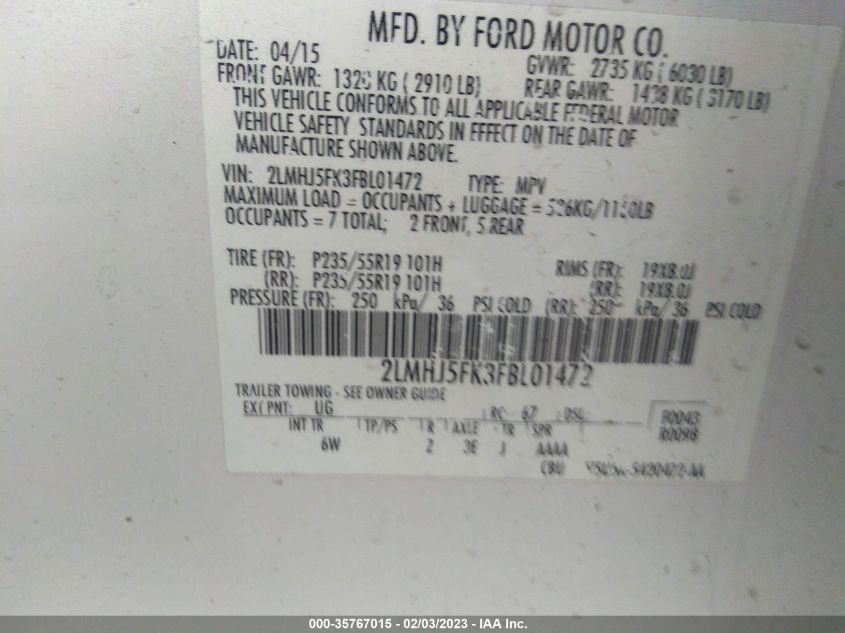 MFD. BY FORD MOTOR CO.
DATE: 04/15 GVWR: 2735 KG ( 6030 LB)
FRONT GAWR: 1320 KG ( 2910 LB) REAR GAWR: 1438 KG ( 3170 LB)
THIS VEHICLE CONFORMS TO ALL APPLICABLE FEDERAL MOTOR
VEHICLE SAFETY STANDARDS IN EFFECT ON THE DATE OF
MANUFACTURE SHOWN ABOVE.
VIN: 2LMHJ5FK3FBL01472 TYPE: MPV
MAXIMUM LOAD = OCCUPANTS + LUGGAGE =
OCCUPANTS = 7 TOTAL; 2 FRONT, 5 REAR
TIRE (FR): P235/55R19 101H RIMS (FR): 19X8.0J
(RR): P235/55R19 101H (RR): 19X8.0J
PRESSURE (FR): 250 kPa/ 36 PSI COLD (RR): 250 kPa/ 36 PSI COLD
2LMHJ5FK3FBL01472
TRAILER TOWING - SEE OWNER GUIDE
EXT PNT: UG RC: 67 DSO: F0043
INT TR TP/PS R AXLE TR SPR R0098
6W 2 3E J AAAA
CBU
000-35767015 - 02/03/2023 - IAA Inc.